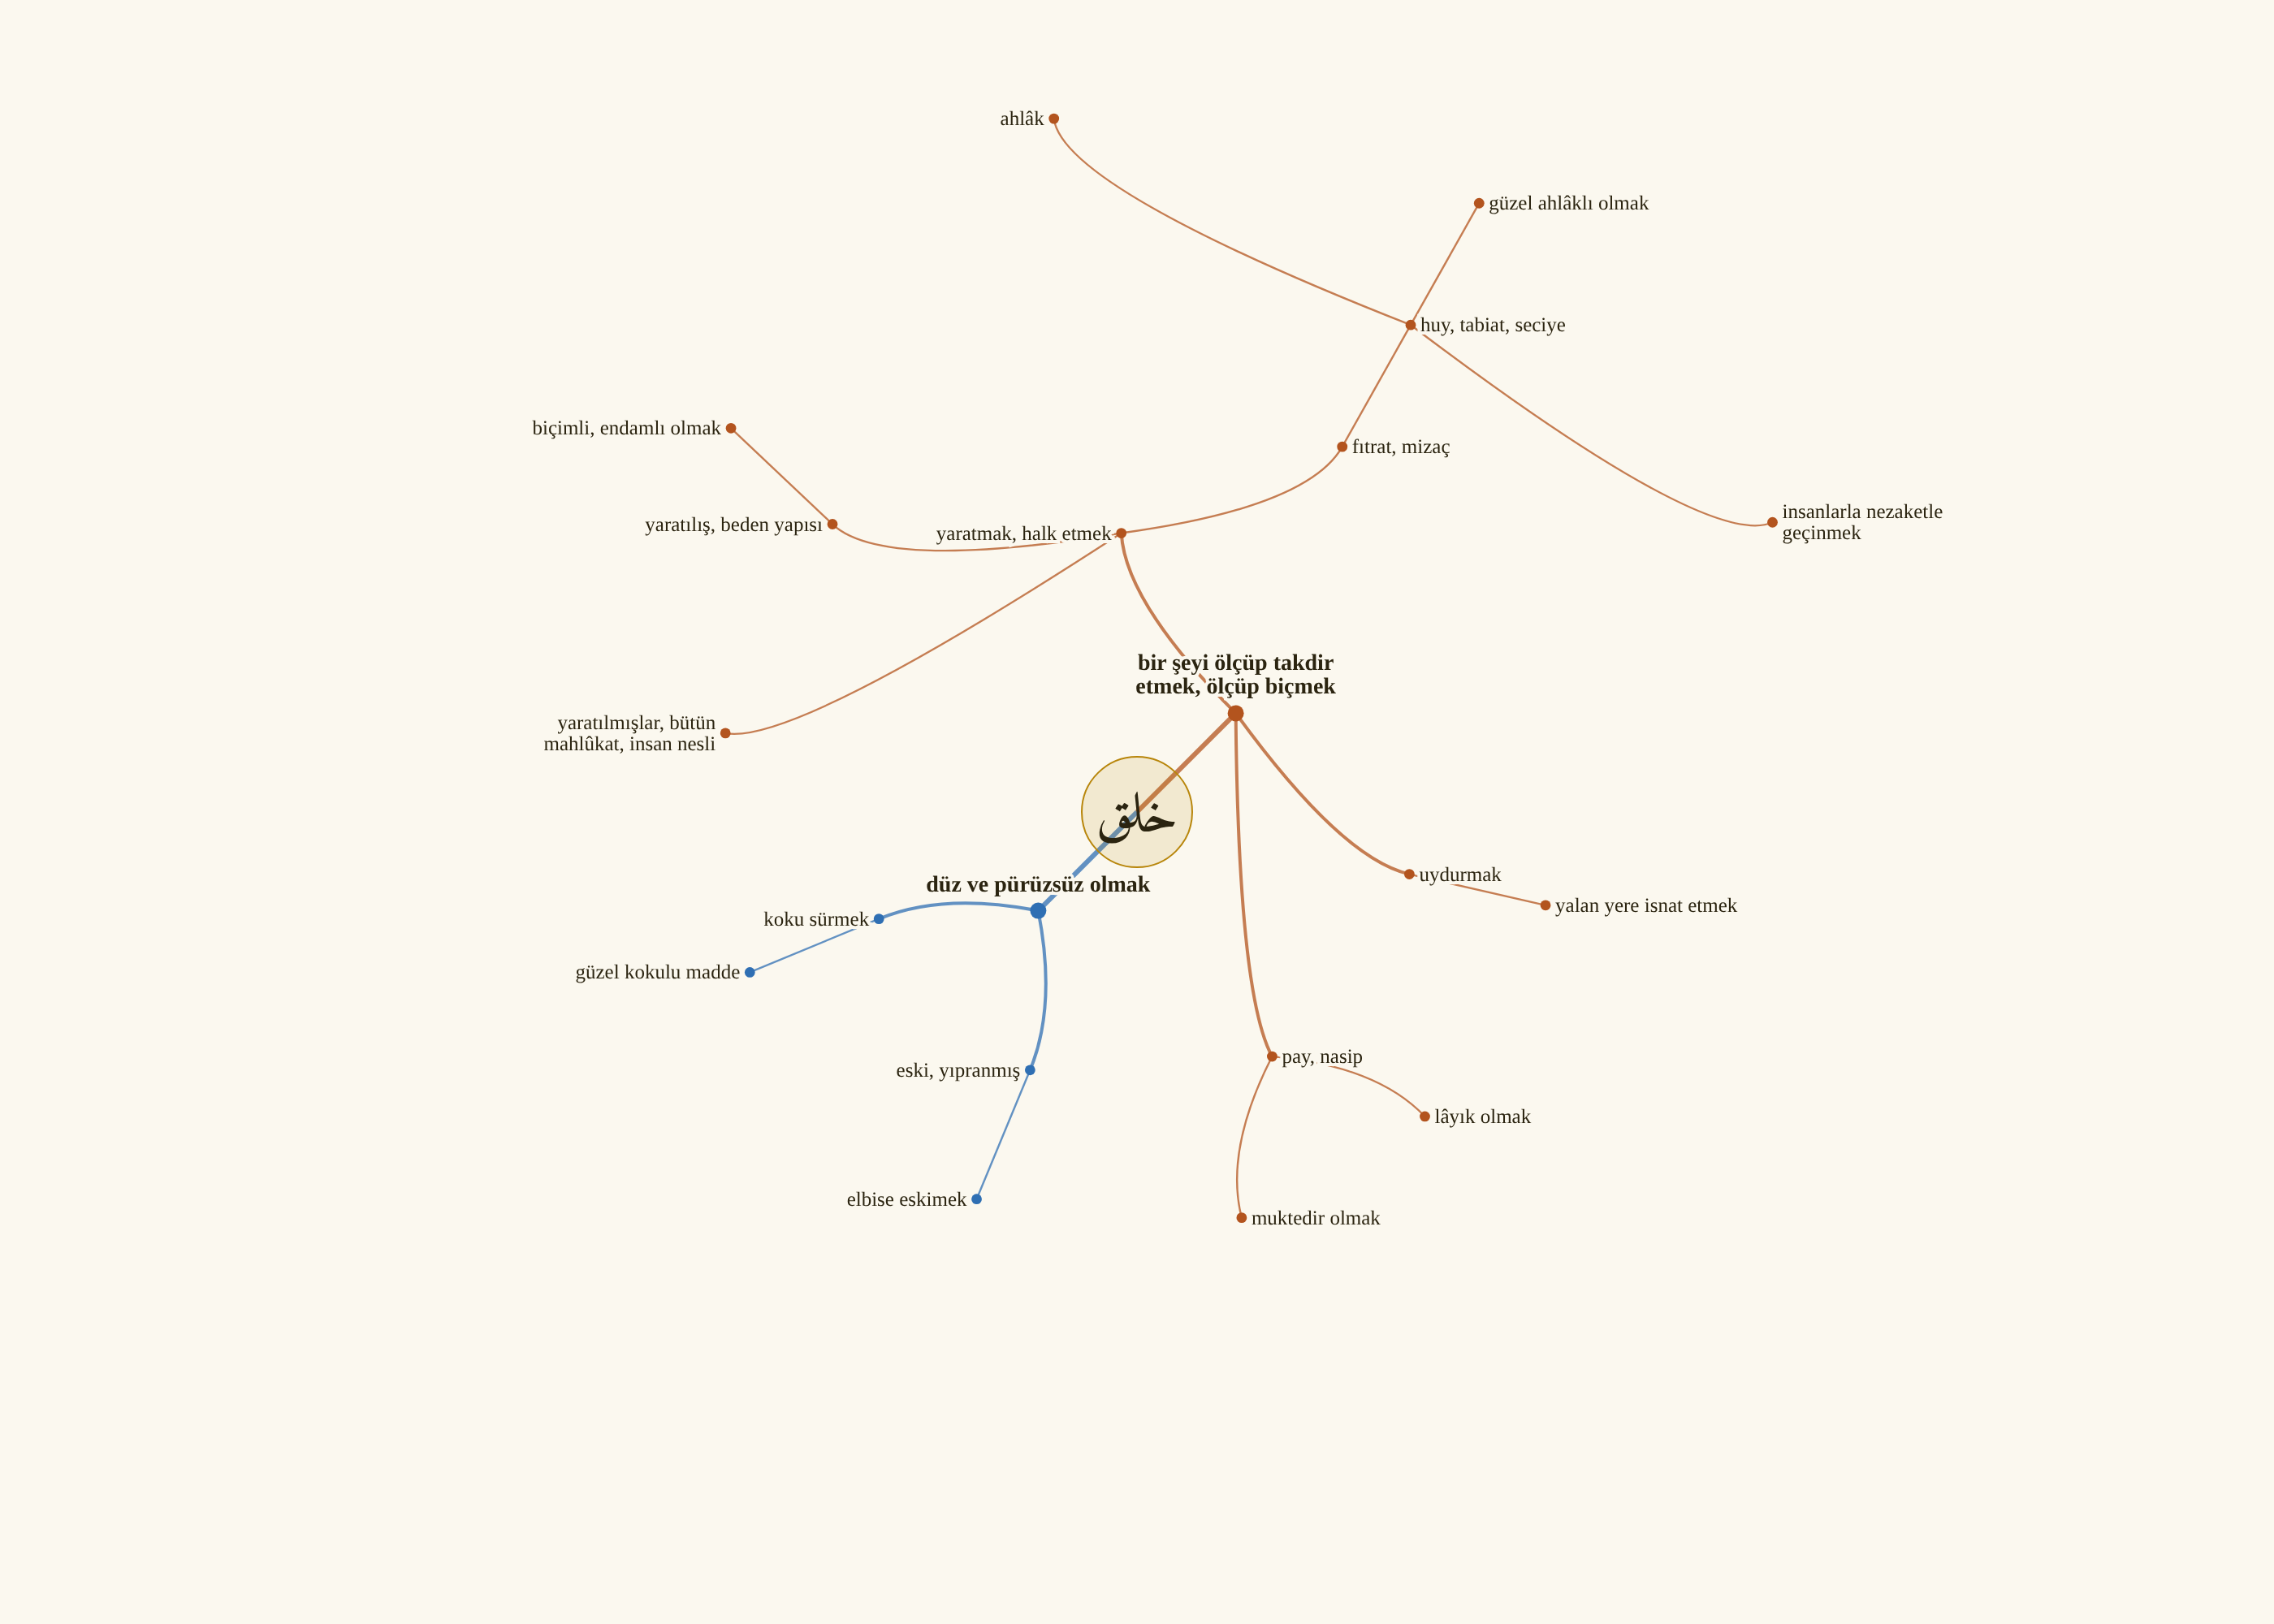 ahlâk
güzel ahlâklı olmak
huy, tabiat, seciye
biçimli, endamlı olmak
fıtrat, mizaç
insanlarla nezaketle
geçinmek
yaratılış, beden yapısı
yaratmak, halk etmek
bir şeyi ölçüp takdir
etmek, ölçüp biçmek
yaratılmışlar, bütün
mahlûkat, insan nesli
خلق
uydurmak
düz ve pürüzsüz olmak
yalan yere isnat etmek
koku sürmek
güzel kokulu madde
pay, nasip
eski, yıpranmış
lâyık olmak
elbise eskimek
muktedir olmak